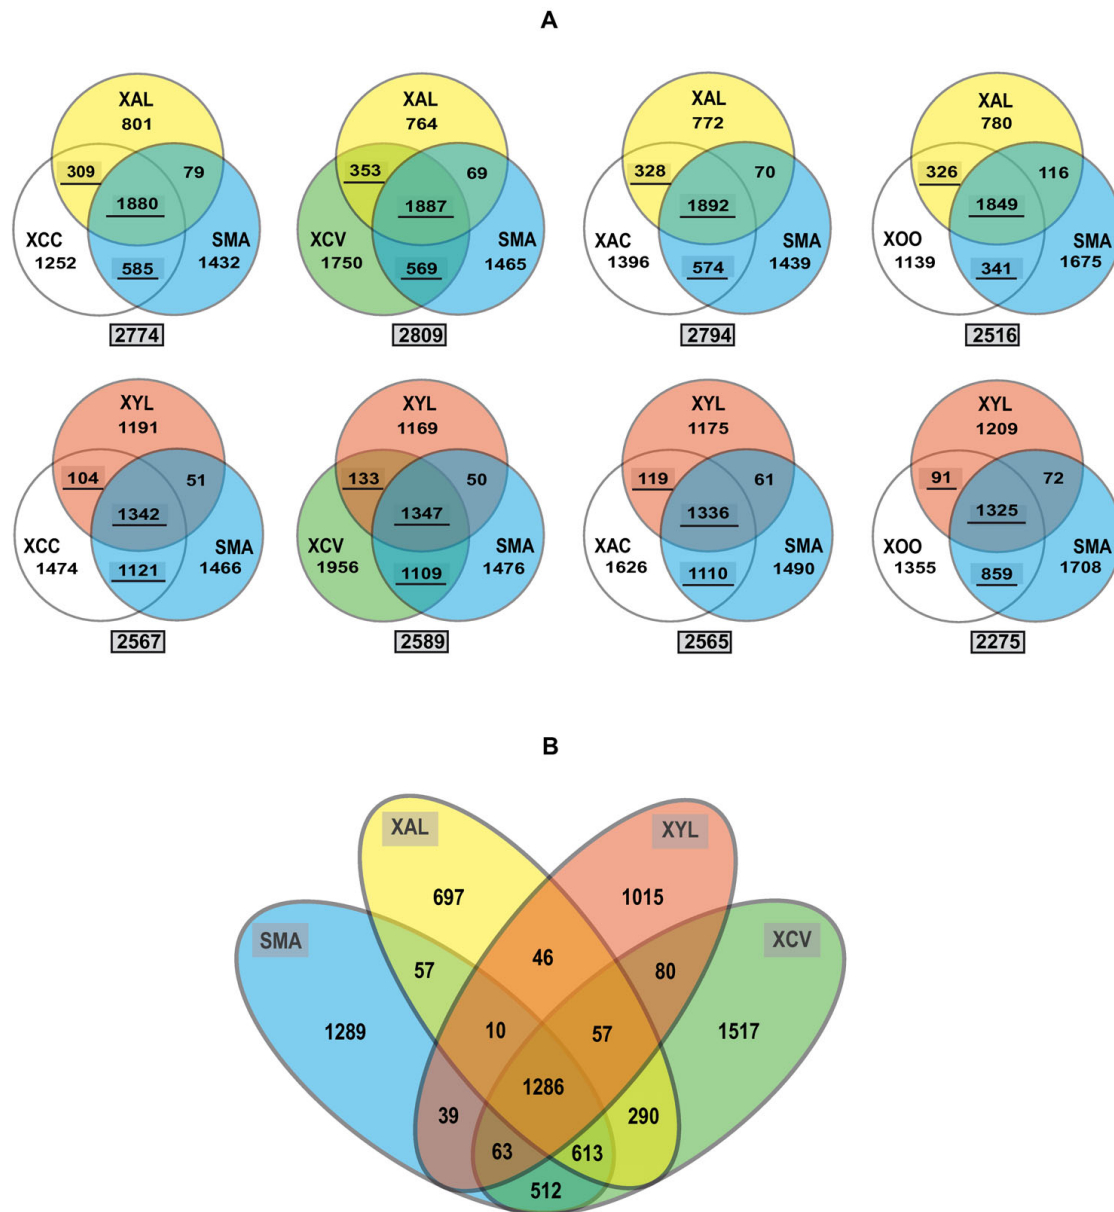 A
XAL XAL XAL XAL
801 764 772 780
309 79 353 69 328 70 326 116
1880 1887 1892 1849
XCC SMA XCV SMA XAC SMA XOO SMA
1252 585 1432 1750 569 1465 1396 574 1439 1139 341 1675
2774 2809 2794 2516
XYL XYL XYL XYL
1191 1169 1175 1209
104 51 133 50 119 61 91 72
1342 1347 1336 1325
XCC SMA XCV SMA XAC SMA XOO SMA
1474 1121 1466 1956 1109 1476 1626 1110 1490 1355 859 1708
2567 2589 2565 2275
B
XAL XYL
697 1015
SMA XCV
57 46 80
1289 10 57 1517
1286
39 290
63 613
512